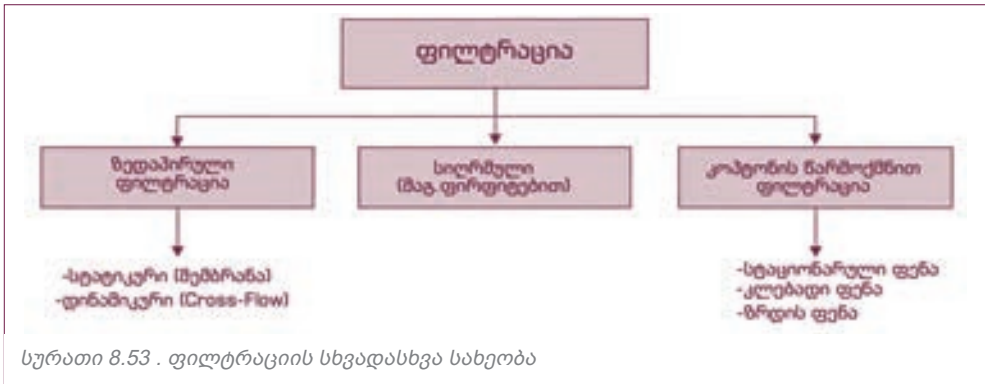 ფილტრაცია
ზედაპირული
ფილტრაცია
სიღრმული
(მაგ. ფირფიტებით)
კოპტონის წარმოქმნით
ფილტრაცია
-სტატიკური (მემბრანა)
-დინამიკური (Cross-Flow)
-სტაციონარული ფენა
-კლებადი ფენა
-ზრდის ფენა
სურათი 8.53 . ფილტრაციის სხვადასხვა სახეობა